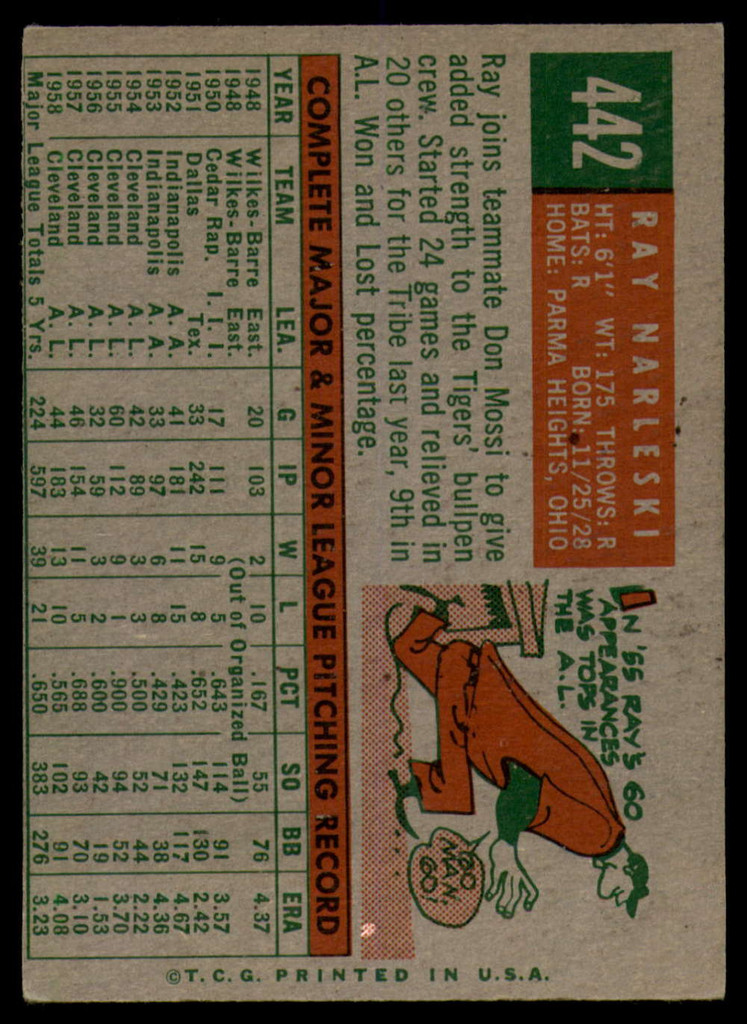 442
RAY NARLESKI
HT: 6'1" WT: 175 THROWS: R
BATS: R BORN: 11/25/28
HOME: PARMA HEIGHTS, OHIO
IN '55 RAY'S 60
APPEARANCES
WAS TOPS IN
THE A.L.
GO
MAN,
GO!
Ray joins teammate Don Mossi to give
added strength to the Tigers' bullpen
crew. Started 24 games and relieved in
20 others for the Tribe last year, 9th in
A.L. Won and Lost percentage.
COMPLETE MAJOR & MINOR LEAGUE PITCHING RECORD
YEAR TEAM LEA. G IP W L PCT SO BB ERA
1948 Wilkes-Barre East. 20 103 2 10 .167 55 76 4.37
1948 Wilkes-Barre East. (Out of Organized Ball)
1950 Cedar Rap. I. I. I. 17 111 9 5 .643 114 91 3.57
1951 Dallas Tex. 33 242 15 8 .652 147 130 2.42
1952 Indianapolis A. A. 41 181 11 15 .423 132 117 4.67
1953 Indianapolis A. A. 33 97 6 8 .429 71 38 4.36
1954 Cleveland A. L. 42 89 3 3 .500 52 44 2.22
1955 Cleveland A. L. 60 112 9 1 .900 94 52 3.70
1956 Cleveland A. L. 32 59 3 2 .600 42 19 1.53
1957 Cleveland A. L. 46 154 11 5 .688 93 70 3.10
1958 Cleveland A. L. 44 183 13 10 .565 102 91 4.08
Major League Totals 5 Yrs. 224 597 39 21 .650 383 276 3.23
©T.C.G. PRINTED IN U.S.A.